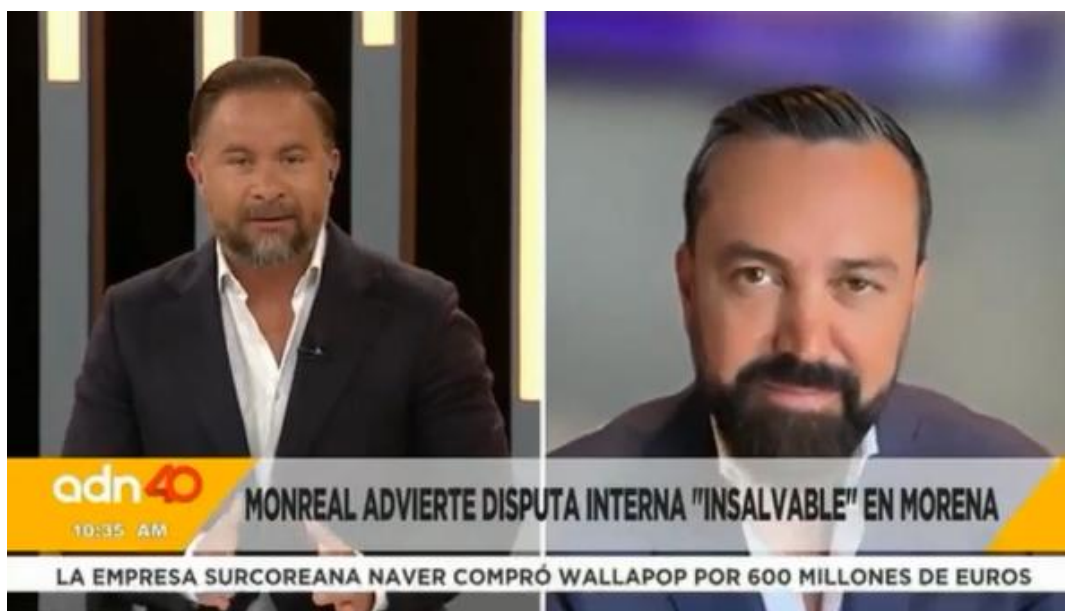 adn40
10:35 AM
MONREAL ADVIERTE DISPUTA INTERNA "INSALVABLE" EN MORENA
LA EMPRESA SURCOREANA NAVER COMPRÓ WALLAPOP POR 600 MILLONES DE EUROS